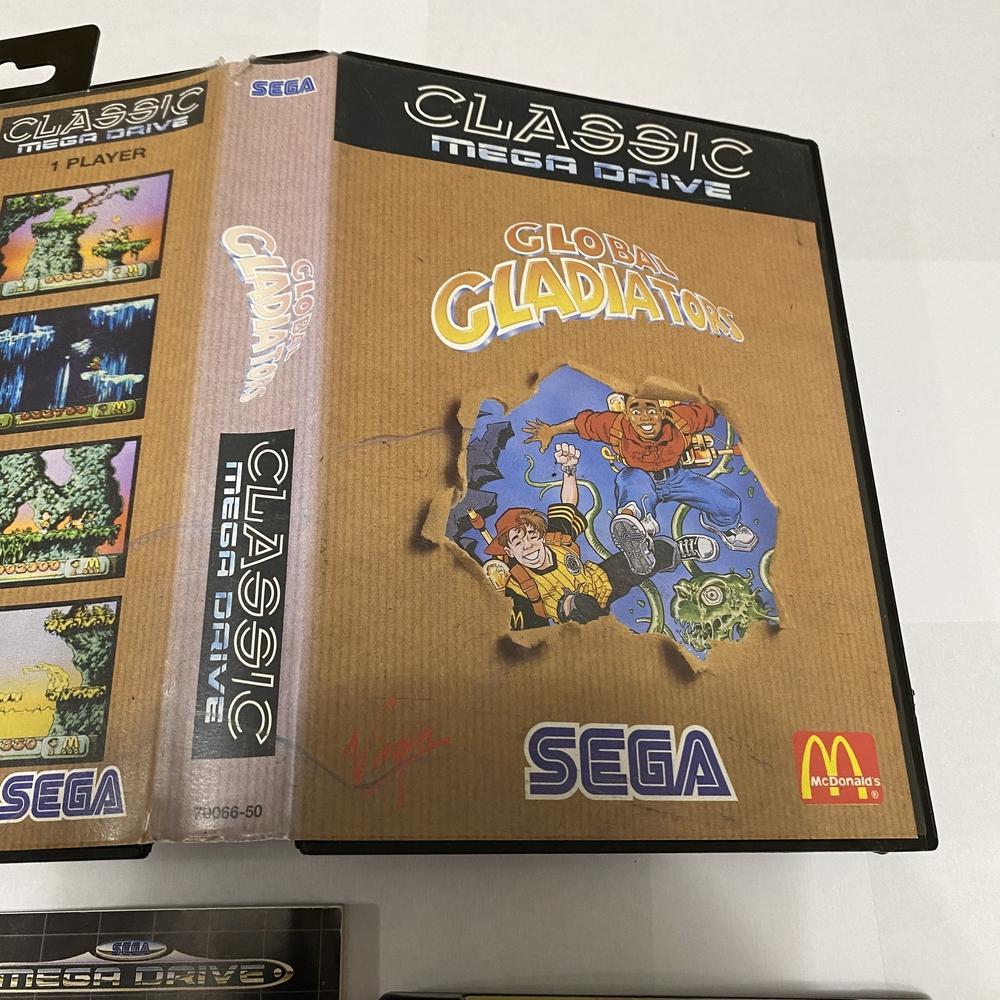 CLASSIC
MEGA DRIVE
1 PLAYER
SEGA
SEGA
GLOBAL
GLADIATORS
CLASSIC
MEGA DRIVE
79066-50
CLASSIC
MEGA DRIVE
GLOBAL
GLADIATORS
Virgin
SEGA
McDonald's
®
SEGA
MEGA DRIVE